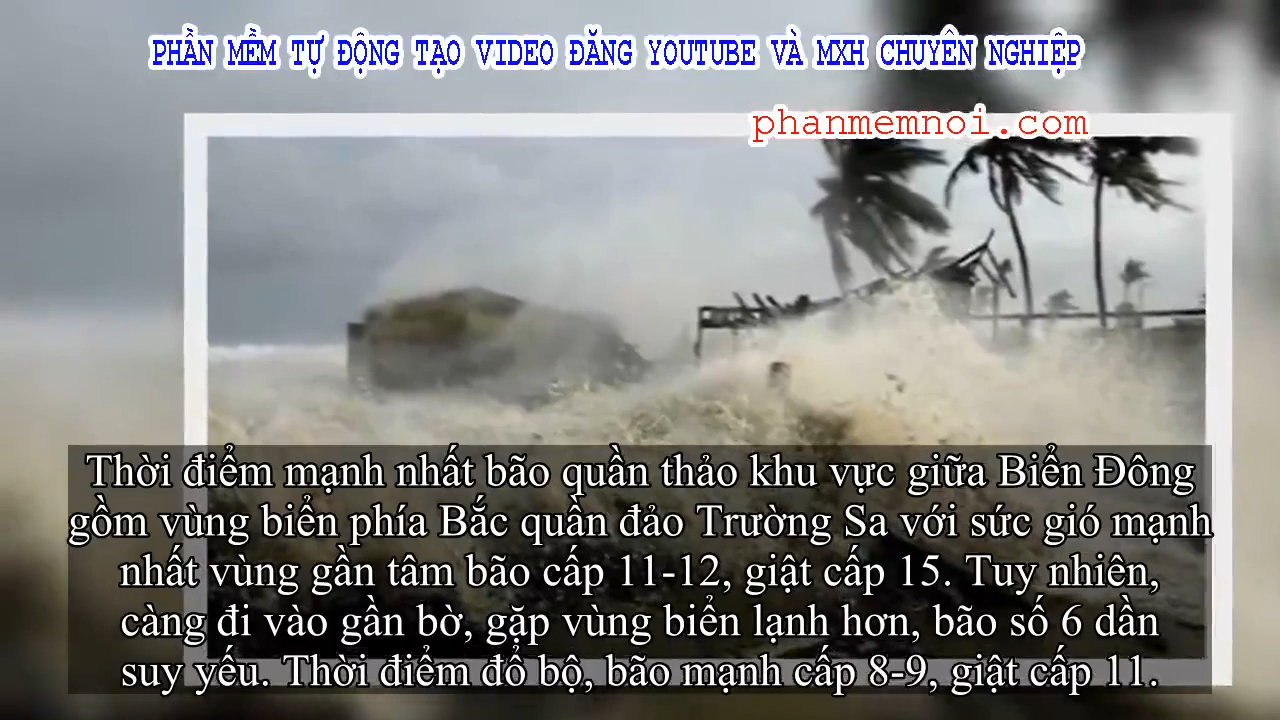 PHẦN MỀM TỰ ĐỘNG TẠO VIDEO ĐĂNG YOUTUBE VÀ MXH CHUYÊN NGHIỆP
phanmemnoi.com
Thời điểm mạnh nhất bão quần thảo khu vực giữa Biển Đông
gồm vùng biển phía Bắc quần đảo Trường Sa với sức gió mạnh
nhất vùng gần tâm bão cấp 11-12, giật cấp 15. Tuy nhiên,
càng đi vào gần bờ, gặp vùng biển lạnh hơn, bão số 6 dần
suy yếu. Thời điểm đổ bộ, bão mạnh cấp 8-9, giật cấp 11.